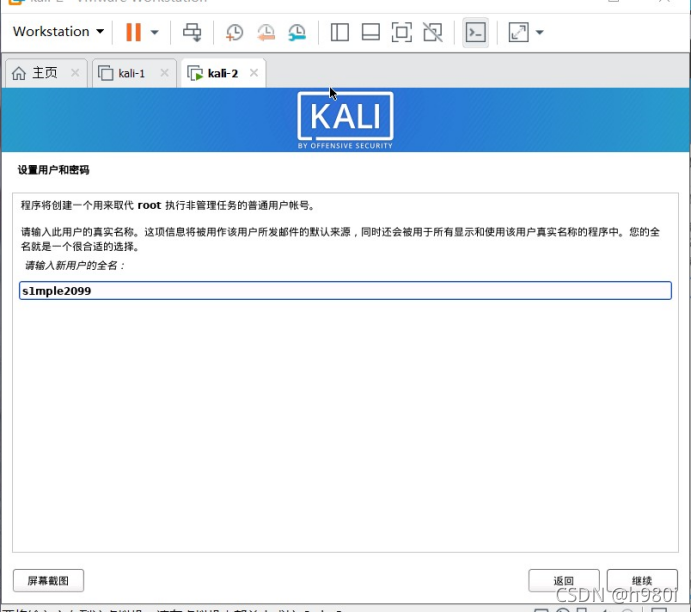 kali-2 - VMware Workstation
Workstation
主页
kali-1
kali-2
KALI
BY OFFENSIVE SECURITY
设置用户和密码
程序将创建一个用来取代 root 执行非管理任务的普通用户帐号。
请输入此用户的真实名称。这项信息将被用作该用户所发邮件的默认来源，同时还会被用于所有显示和使用该用户真实名称的程序中。您的全
名就是一个很合适的选择。
请输入新用户的全名：
s1mple2099
屏幕截图
返回
继续
CSDN @h980i